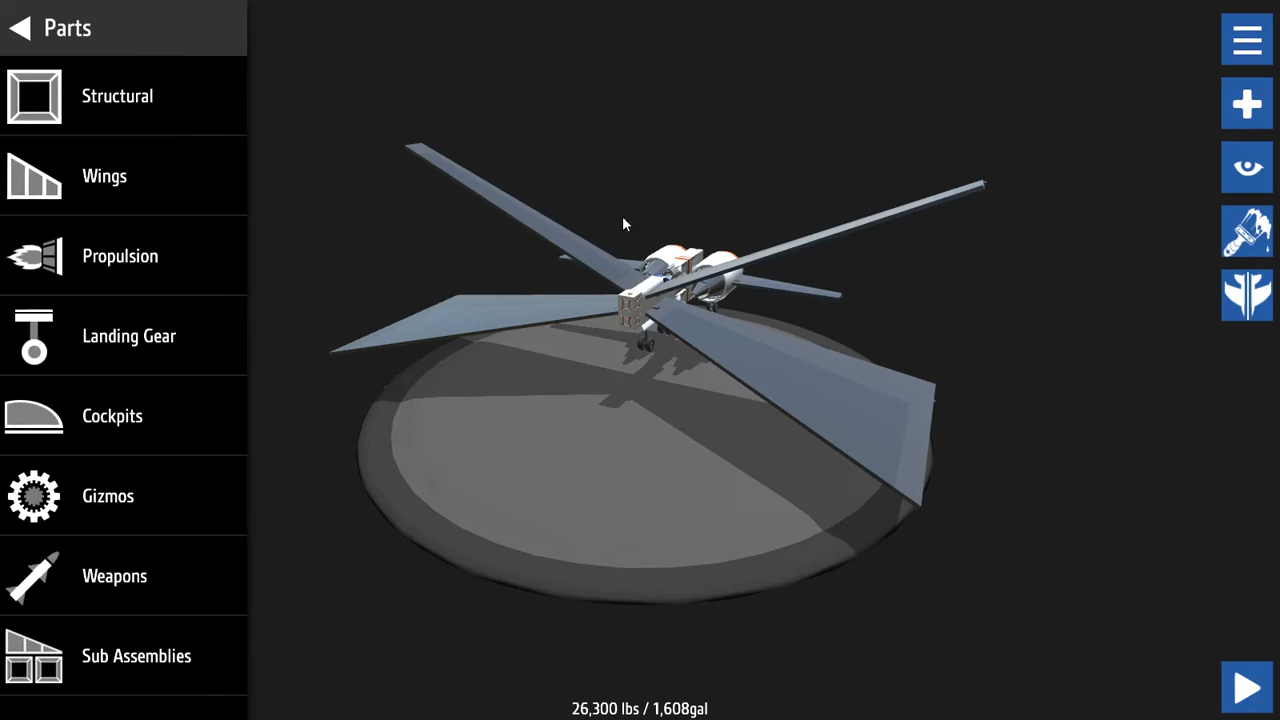 Parts
Structural
Wings
Propulsion
Landing Gear
Cockpits
Gizmos
Weapons
Sub Assemblies
26,300 lbs / 1,608gal